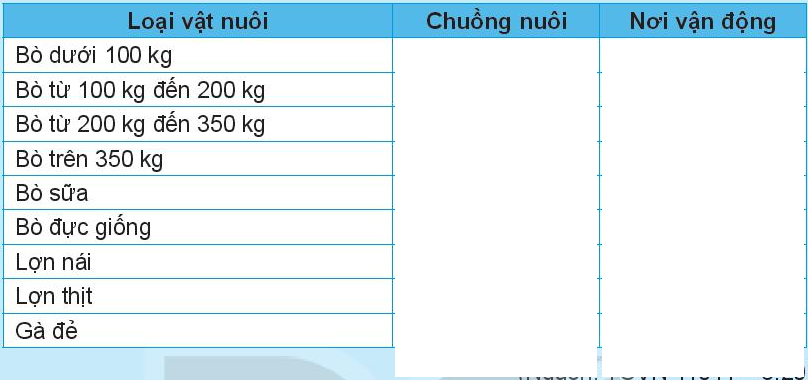 Loại vật nuôi Chuồng nuôi Nơi vận động
Bò dưới 100 kg
Bò từ 100 kg đến 200 kg
Bò từ 200 kg đến 350 kg
Bò trên 350 kg
Bò sữa
Bò đực giống
Lợn nái
Lợn thịt
Gà đẻ